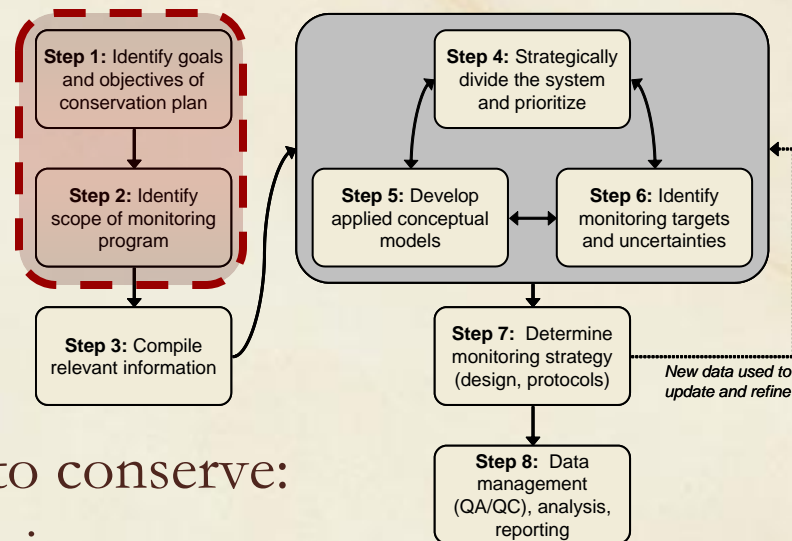 Step 1: Identify goals
and objectives of
conservation plan
Step 2: Identify
scope of monitoring
program
Step 3: Compile
relevant information
Step 4: Strategically
divide the system
and prioritize
Step 5: Develop
applied conceptual
models
Step 6: Identify
monitoring targets
and uncertainties
Step 7: Determine
monitoring strategy
(design, protocols)
New data used to
update and refine
Step 8: Data
management
(QA/QC), analysis,
reporting
to conserve: